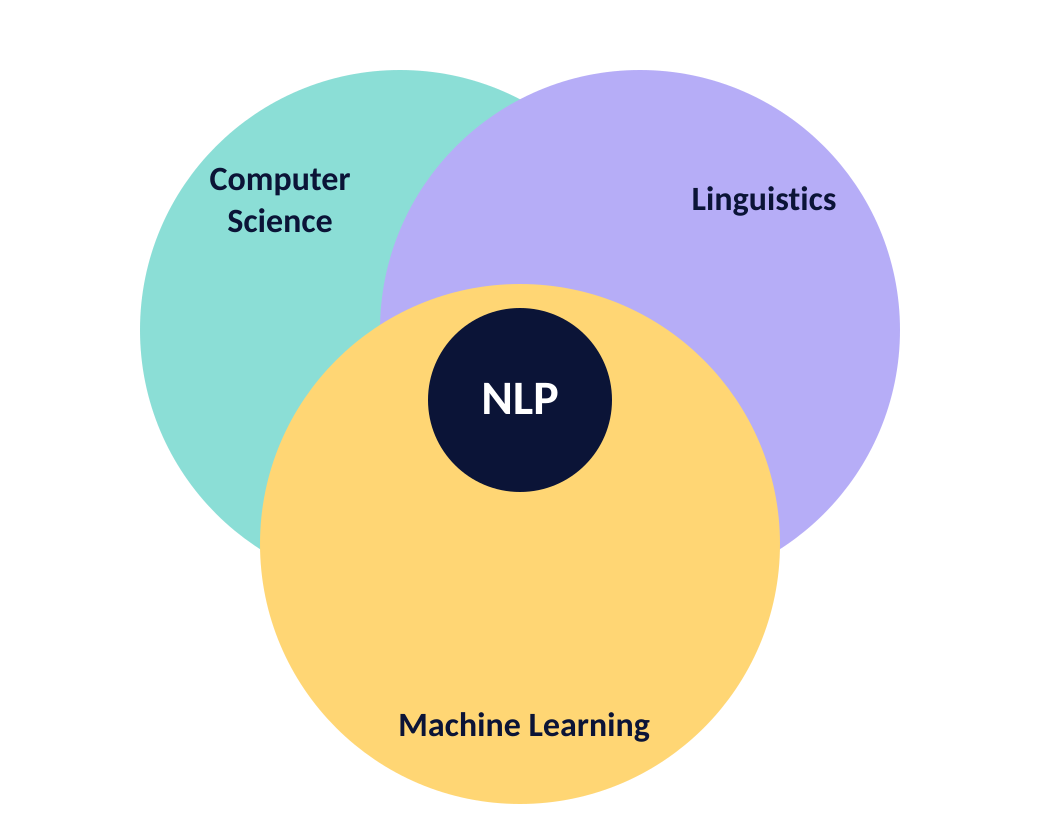 Computer
Science
Linguistics
NLP
Machine Learning